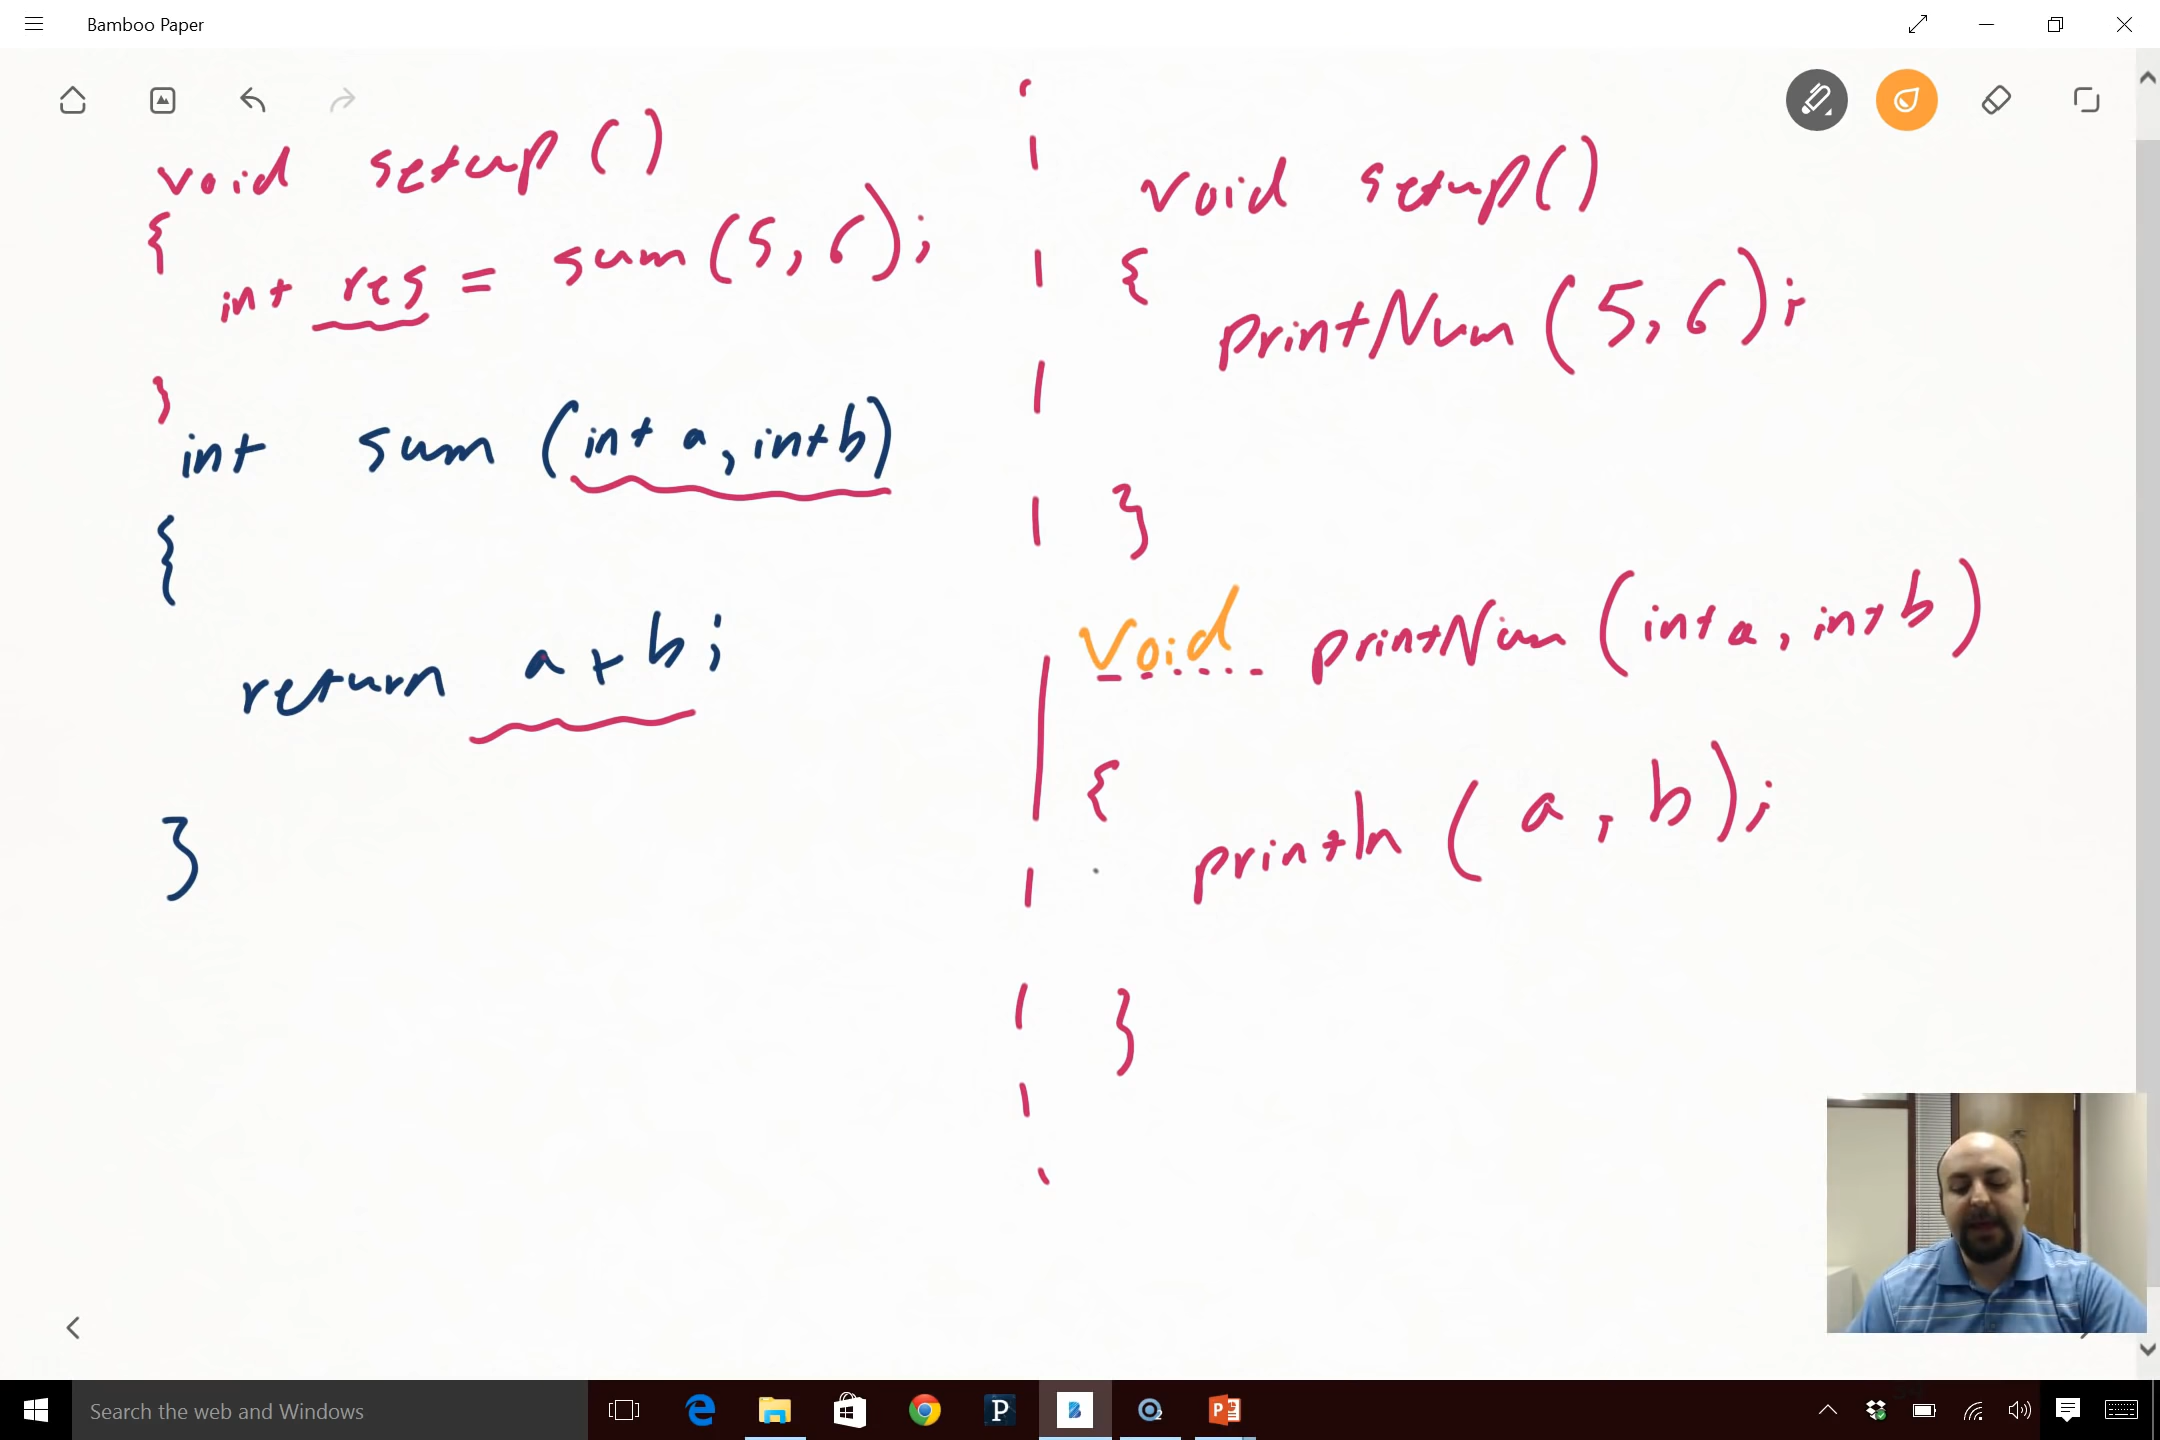 Bamboo Paper
void setup()
{
int res = sum(5,6);
}
int sum(int a, int b)
{
return a+b;
}
void setup()
{
printNum(5,6);
}
void printNum(int a, int b)
{
println(a, b);
}
Search the web and Windows